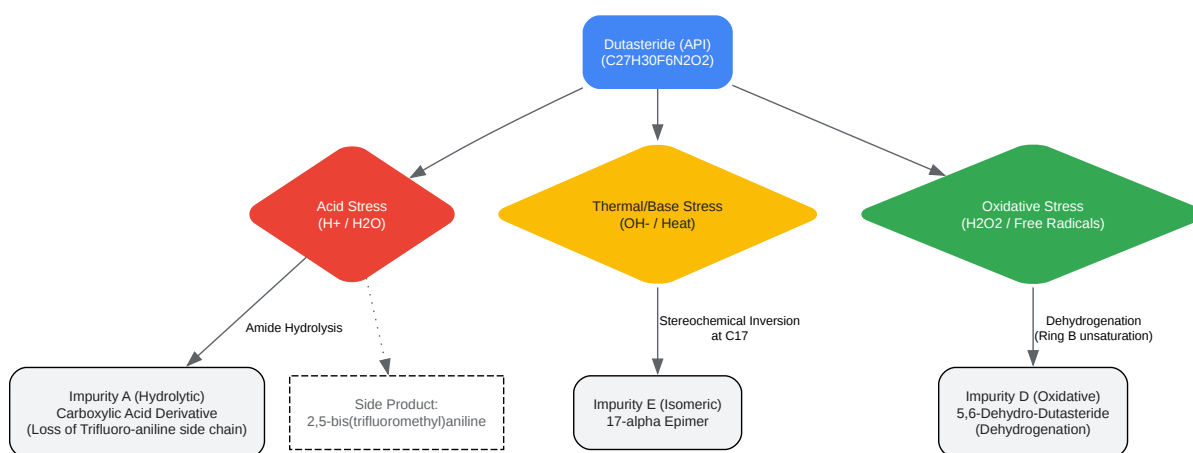 Dutasteride (API)
(C27H30F6N2O2)
Acid Stress
(H+ / H2O)
Thermal/Base Stress
(OH- / Heat)
Oxidative Stress
(H2O2 / Free Radicals)
Amide Hydrolysis
Stereochemical Inversion
at C17
Dehydrogenation
(Ring B unsaturation)
Impurity A (Hydrolytic)
Carboxylic Acid Derivative
(Loss of Trifluoro-aniline side chain)
Side Product:
2,5-bis(trifluoromethyl)aniline
Impurity E (Isomeric)
17-alpha Epimer
Impurity D (Oxidative)
5,6-Dehydro-Dutasteride
(Dehydrogenation)